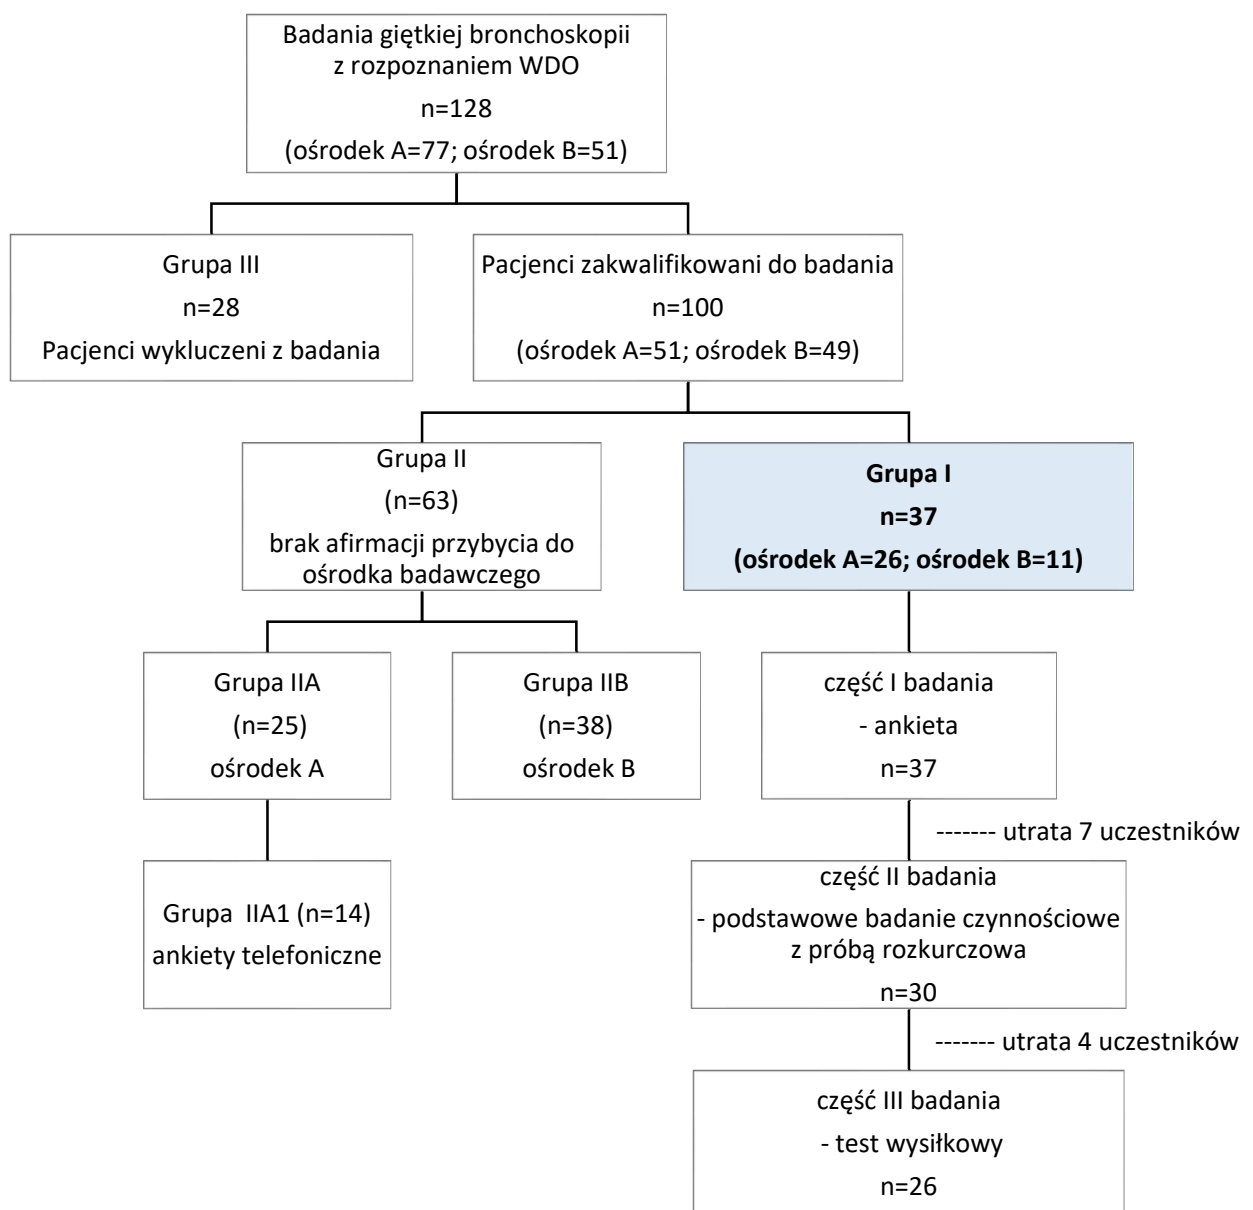 Badania giętkiej bronchoskopii
z rozpoznaniem WDO
n=128
(ośrodek A=77; ośrodek B=51)
Grupa III
n=28
Pacjenci wykluczeni z badania
Pacjenci zakwalifikowani do badania
n=100
(ośrodek A=51; ośrodek B=49)
Grupa II
(n=63)
brak afirmacji przybycia do
ośrodka badawczego
Grupa I
n=37
(ośrodek A=26; ośrodek B=11)
Grupa IIA
(n=25)
ośrodek A
Grupa IIB
(n=38)
ośrodek B
część I badania
- ankieta
n=37
------- utrata 7 uczestników
Grupa IIA1 (n=14)
ankiety telefoniczne
część II badania
- podstawowe badanie czynnościowe
z próbą rozkurczowa
n=30
------- utrata 4 uczestników
część III badania
- test wysiłkowy
n=26